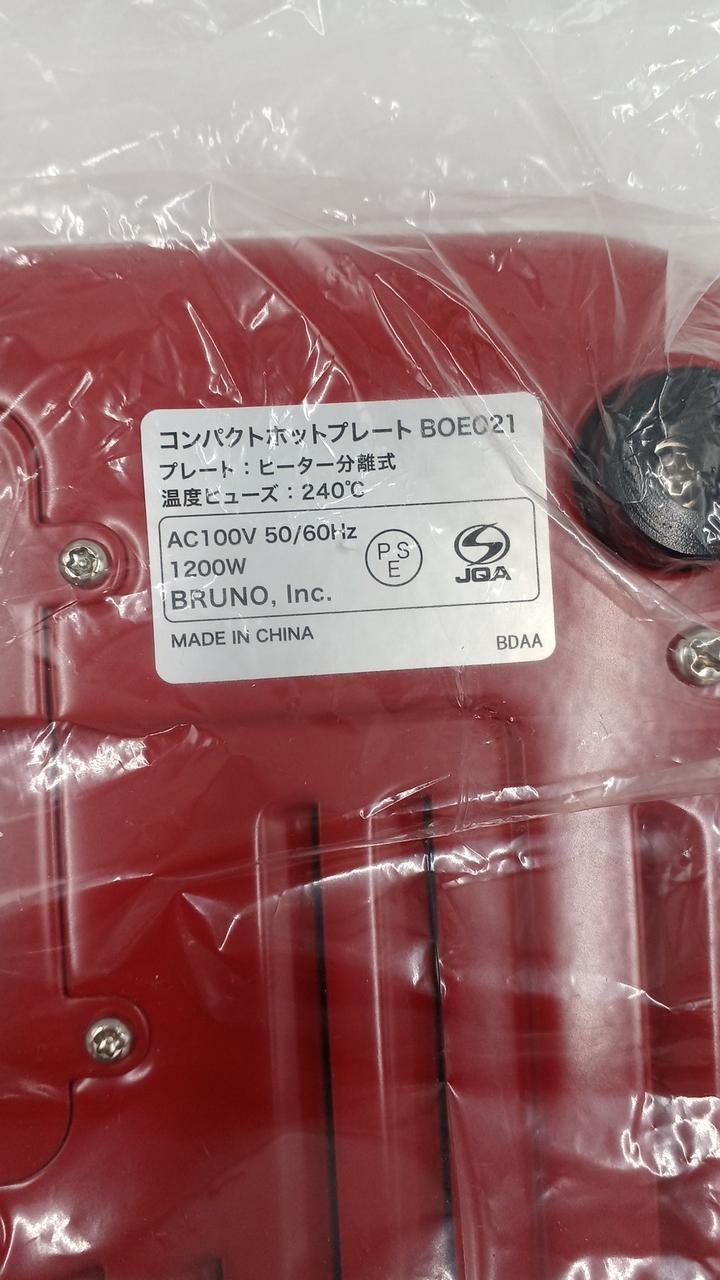 コンパクトホットプレート BOE021
プレート：ヒーター分離式
温度ヒューズ：240℃
AC100V 50/60Hz
1200W
PSE
JQA
BRUNO, Inc.
MADE IN CHINA
BDAA